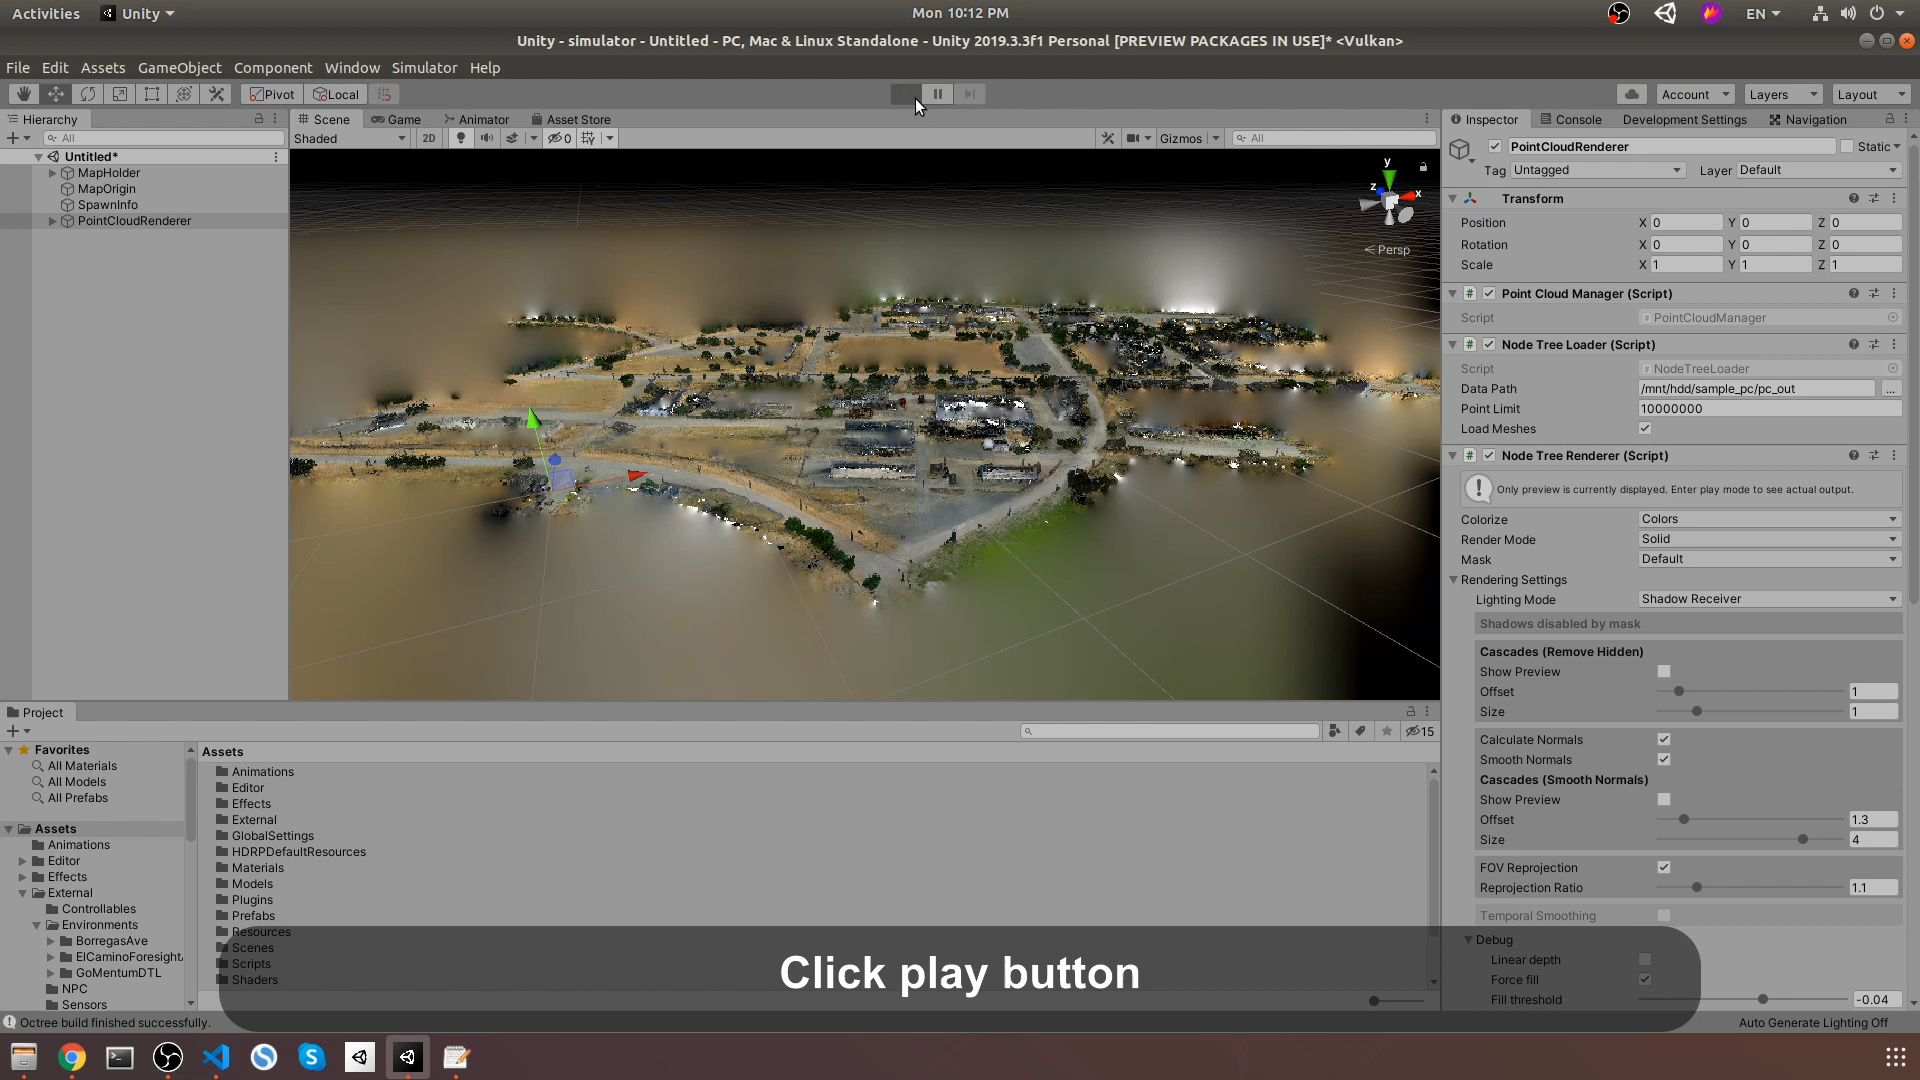 Activities Unity Mon 10:12 PM EN
Unity - simulator - Untitled - PC, Mac & Linux Standalone - Unity 2019.3.3f1 Personal [PREVIEW PACKAGES IN USE]* <Vulkan>
File Edit Assets GameObject Component Window Simulator Help
Pivot Local Account Layers Layout
Hierarchy Scene Game Animator Asset Store Inspector Console Development Settings Navigation
All Shaded 2D 0 Gizmos All
PointCloudRenderer Static
Untitled*
MapHolder
MapOrigin
SpawnInfo
PointCloudRenderer
y
z
x
Persp
Tag Untagged Layer Default
Transform
Position X 0 Y 0 Z 0
Rotation X 0 Y 0 Z 0
Scale X 1 Y 1 Z 1
Point Cloud Manager (Script)
Script PointCloudManager
Node Tree Loader (Script)
Script NodeTreeLoader
Data Path /mnt/hdd/sample_pc/pc_out ...
Point Limit 10000000
Load Meshes
Node Tree Renderer (Script)
Only preview is currently displayed. Enter play mode to see actual output.
Colorize Colors
Render Mode Solid
Mask Default
Rendering Settings
Lighting Mode Shadow Receiver
Shadows disabled by mask
Cascades (Remove Hidden)
Show Preview
Offset 1
Size 1
Calculate Normals
Smooth Normals
Cascades (Smooth Normals)
Show Preview
Offset 1.3
Size 4
FOV Reprojection
Reprojection Ratio 1.1
Temporal Smoothing
Debug
Linear depth
Force fill
Fill threshold -0.04
Project
15
Favorites
All Materials
All Models
All Prefabs
Assets
Animations
Editor
Effects
External
Controllables
Environments
BorregasAve
ElCaminoForesight
GoMentumDTL
NPC
Sensors
Assets
Animations
Editor
Effects
External
GlobalSettings
HDRPDefaultResources
Materials
Models
Plugins
Prefabs
Resources
Scenes
Scripts
Shaders
Click play button
Octree build finished successfully.
Auto Generate Lighting Off